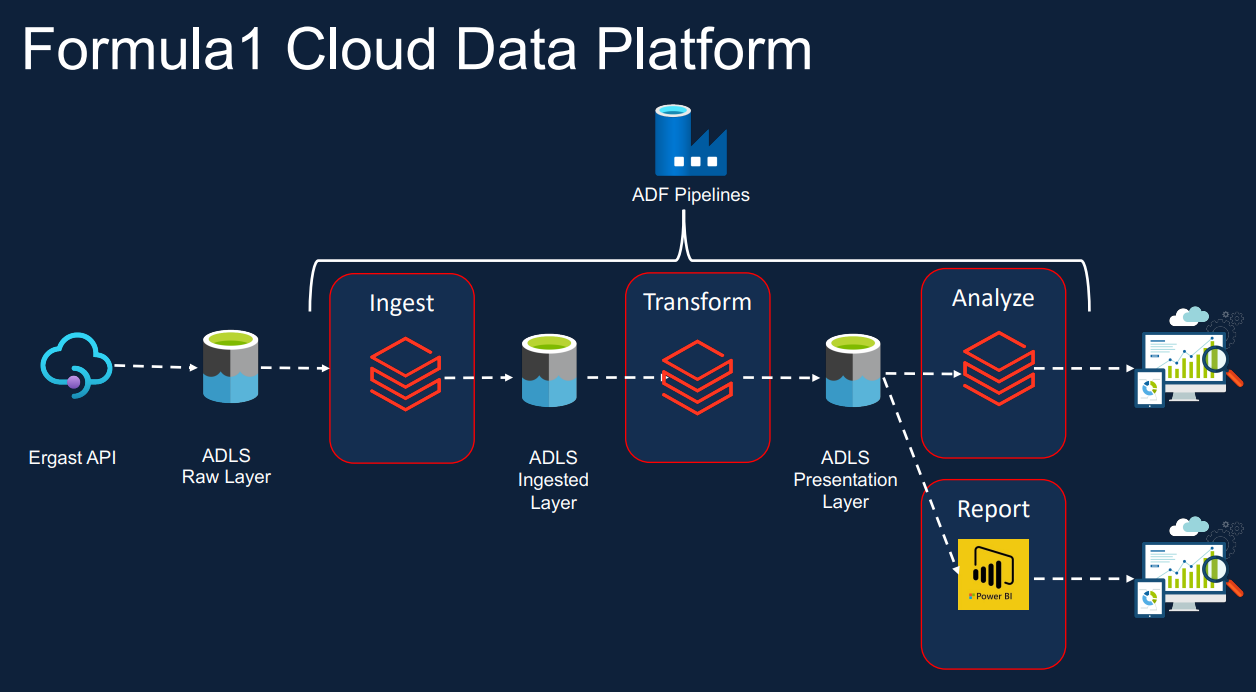 Formula1 Cloud Data Platform
ADF Pipelines
Ingest
Transform
Analyze
Ergast API
ADLS
Raw Layer
ADLS
Ingested
Layer
ADLS
Presentation
Layer
Report
Power BI